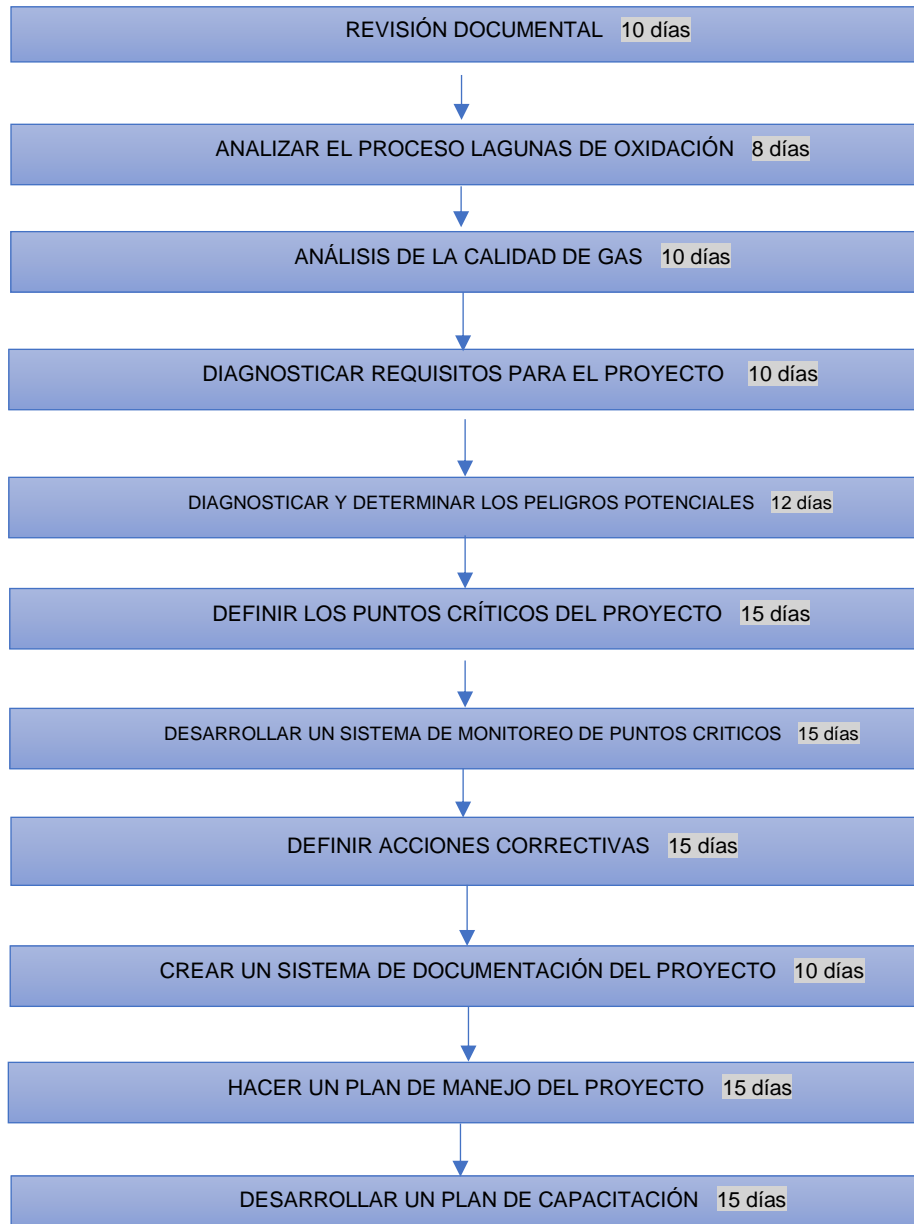 REVISIÓN DOCUMENTAL 10 días
ANALIZAR EL PROCESO LAGUNAS DE OXIDACIÓN 8 días
ANÁLISIS DE LA CALIDAD DE GAS 10 días
DIAGNOSTICAR REQUISITOS PARA EL PROYECTO 10 días
DIAGNOSTICAR Y DETERMINAR LOS PELIGROS POTENCIALES 12 días
DEFINIR LOS PUNTOS CRÍTICOS DEL PROYECTO 15 días
DESARROLLAR UN SISTEMA DE MONITOREO DE PUNTOS CRITICOS 15 días
DEFINIR ACCIONES CORRECTIVAS 15 días
CREAR UN SISTEMA DE DOCUMENTACIÓN DEL PROYECTO 10 días
HACER UN PLAN DE MANEJO DEL PROYECTO 15 días
DESARROLLAR UN PLAN DE CAPACITACIÓN 15 días